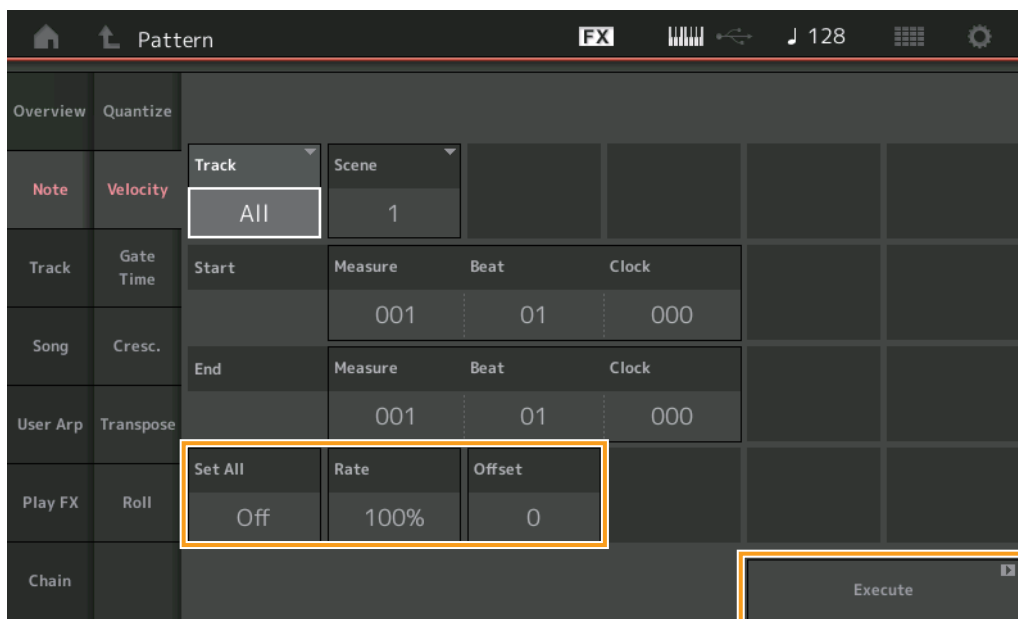 Pattern FX ♩ 128
Overview Quantize
Track Scene
Note Velocity
All 1
Track Gate Time Start Measure Beat Clock
001 01 000
Song Cresc.
End Measure Beat Clock
User Arp Transpose 001 01 000
Set All Rate Offset
Play FX Roll Off 100% 0
Chain Execute